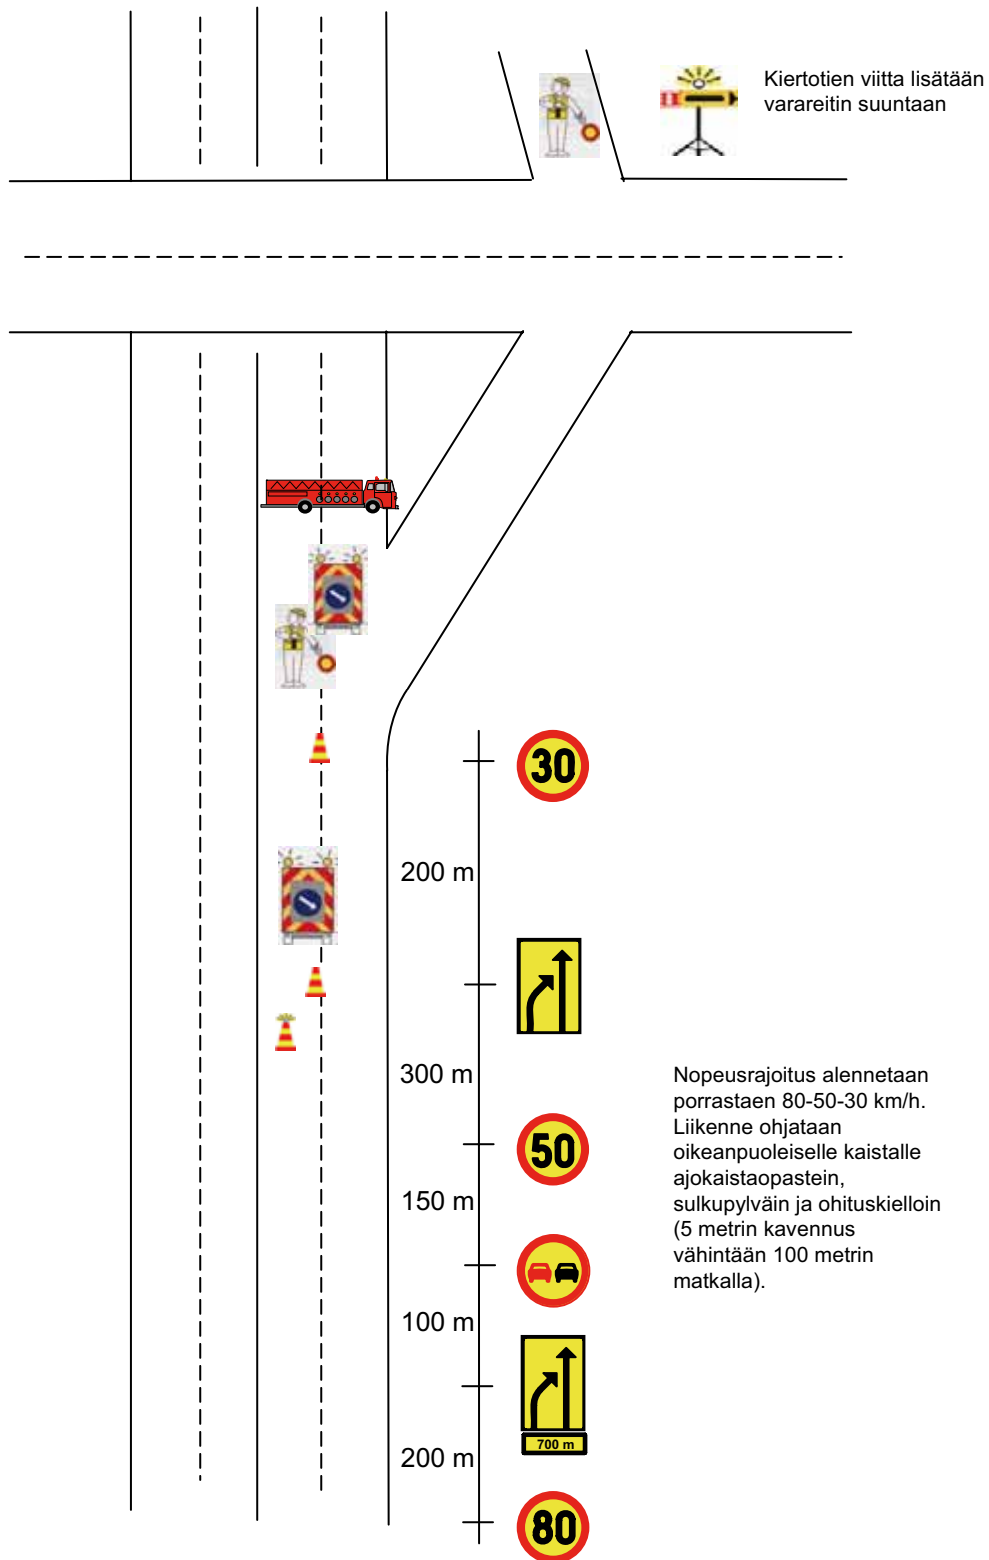 Kiertotien viitta lisätään
varareitin suuntaan
30
200 m
300 m
Nopeusrajoitus alennetaan
porrastaen 80-50-30 km/h.
Liikenne ohjataan
oikeanpuoleiselle kaistalle
ajokaistaopastein,
sulkupylväin ja ohituskielloin
(5 metrin kavennus
vähintään 100 metrin
matkalla).
50
150 m
100 m
700 m
200 m
80